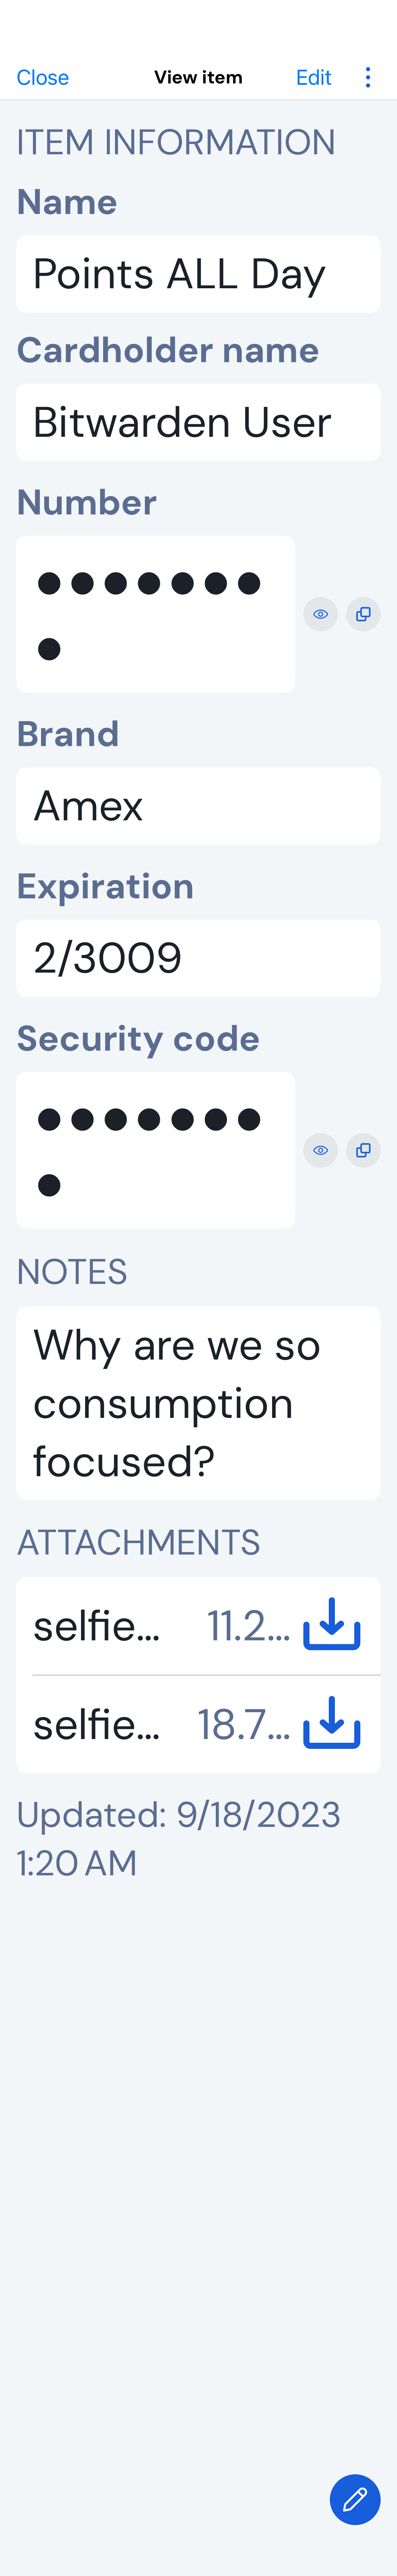 Close View item Edit
ITEM INFORMATION
Name
Points ALL Day
Cardholder name
Bitwarden User
Number
●●●●●●●
●
Brand
Amex
Expiration
2/3009
Security code
●●●●●●●
●
NOTES
Why are we so
consumption
focused?
ATTACHMENTS
selfie... 11.2...
selfie... 18.7...
Updated: 9/18/2023
1:20 AM